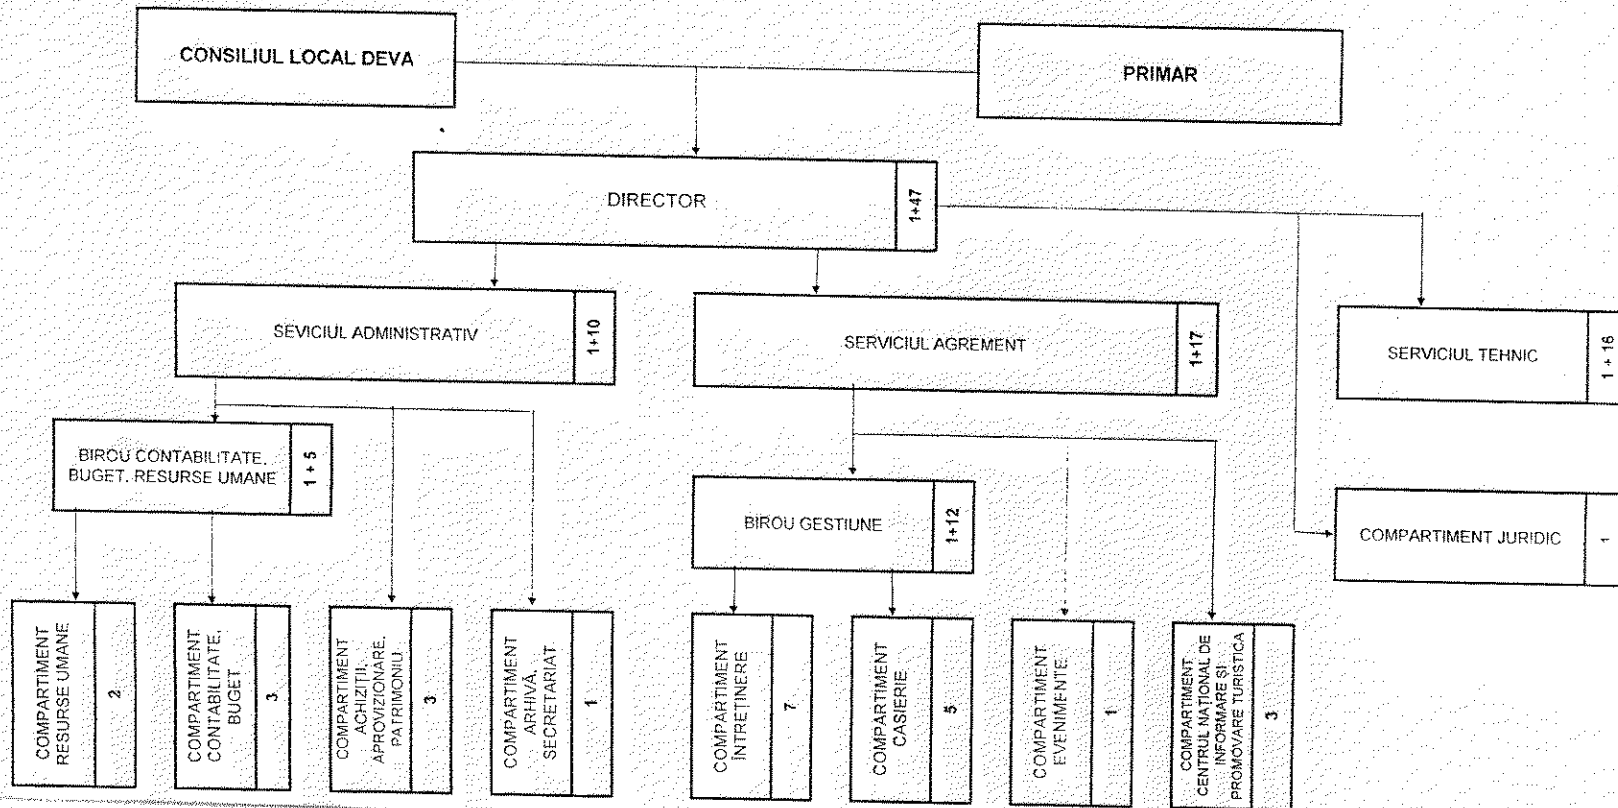 CONSILIUL LOCAL DEVA
PRIMAR
DIRECTOR
1+47
SEVICIUL ADMINISTRATIV
1+10
SERVICIUL AGREMENT
1+17
SERVICIUL TEHNIC
1 + 16
BIROU CONTABILITATE,
BUGET, RESURSE UMANE
1 + 5
BIROU GESTIUNE
1+12
COMPARTIMENT JURIDIC
1
COMPARTIMENT
RESURSE UMANE
2
COMPARTIMENT
CONTABILITATE,
BUGET
3
COMPARTIMENT
ACHIZIȚII,
APROVIZIONARE,
PATRIMONIU
3
COMPARTIMENT
ARHIVĂ,
SECRETARIAT
1
COMPARTIMENT
ÎNTREȚINERE
7
COMPARTIMENT
CASIERIE
5
COMPARTIMENT
EVENIMENTE
1
COMPARTIMENT
CENTRUL NAȚIONAL DE
INFORMARE ȘI
PROMOVARE TURISTICA
3